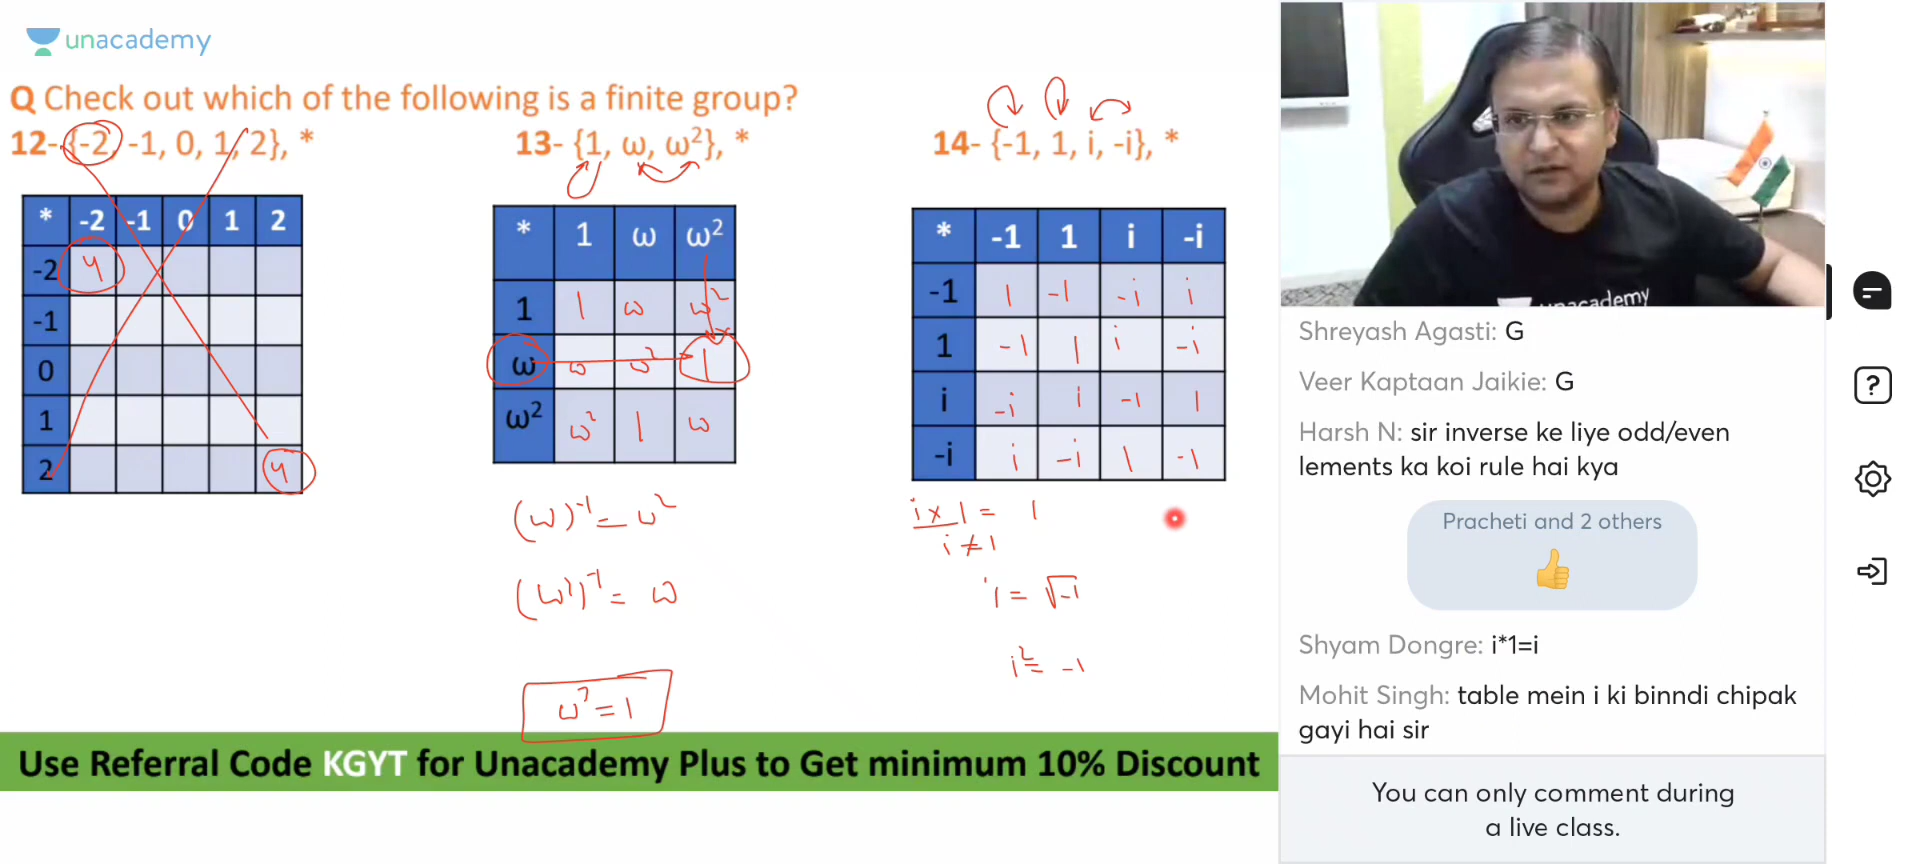 unacademy
Q Check out which of the following is a finite group?
12- {-2, -1, 0, 1, 2}, *
13- {1, ω, ω²}, *
14- {-1, 1, i, -i}, *
* -2 -1 0 1 2
-2 4
-1
0
1
2 4
* 1 ω ω²
1 1 ω ω²
ω ω ω² 1
ω² ω² 1 ω
(ω)⁻¹ = ω²
(ω²)⁻¹ = ω
ω³ = 1
* -1 1 i -i
-1 1 -1 -i i
1 -1 1 i -i
i -i i -1 1
-i i -i 1 -1
i × 1 = 1
i ≠ 1
i = √-1
i² = -1
Use Referral Code KGYT for Unacademy Plus to Get minimum 10% Discount
unacademy
Shreyash Agasti: G
Veer Kaptaan Jaikie: G
Harsh N: sir inverse ke liye odd/even
lements ka koi rule hai kya
Pracheti and 2 others
Shyam Dongre: i*1=i
Mohit Singh: table mein i ki binndi chipak
gayi hai sir
You can only comment during
a live class.